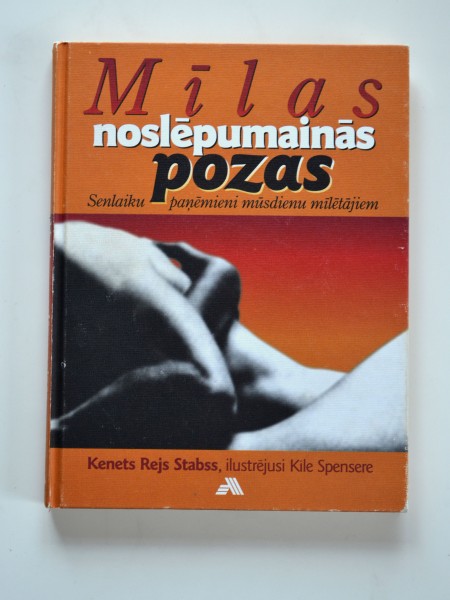 Mīlas
noslēpumainās
pozas
Senlaiku paņēmieni mūsdienu mīlētājiem
Kenets Rejs Stabss, ilustrējusi Kile Spensere